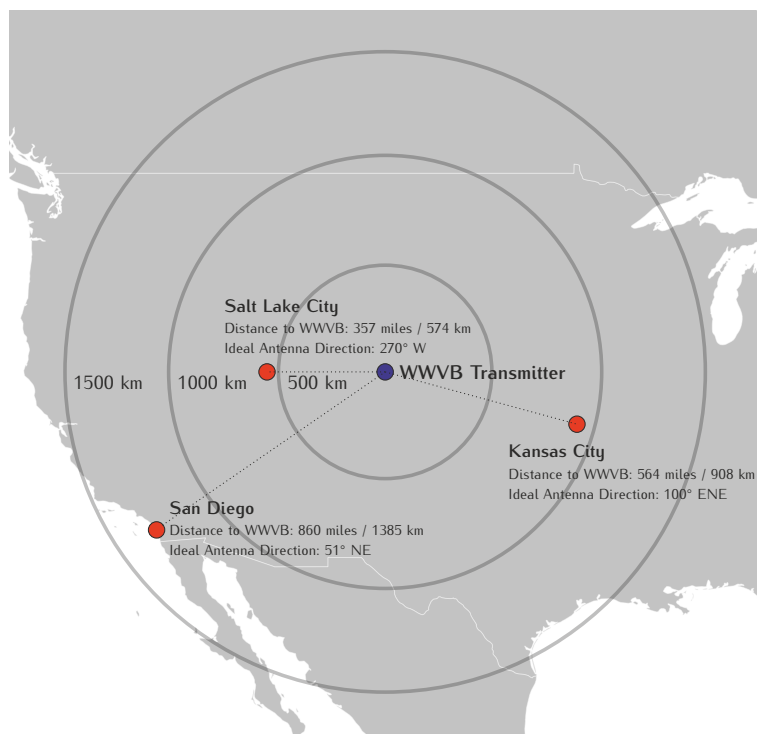 Salt Lake City
Distance to WWVB: 357 miles / 574 km
Ideal Antenna Direction: 270° W
WWVB Transmitter
1500 km
1000 km
500 km
Kansas City
Distance to WWVB: 564 miles / 908 km
Ideal Antenna Direction: 100° ENE
San Diego
Distance to WWVB: 860 miles / 1385 km
Ideal Antenna Direction: 51° NE